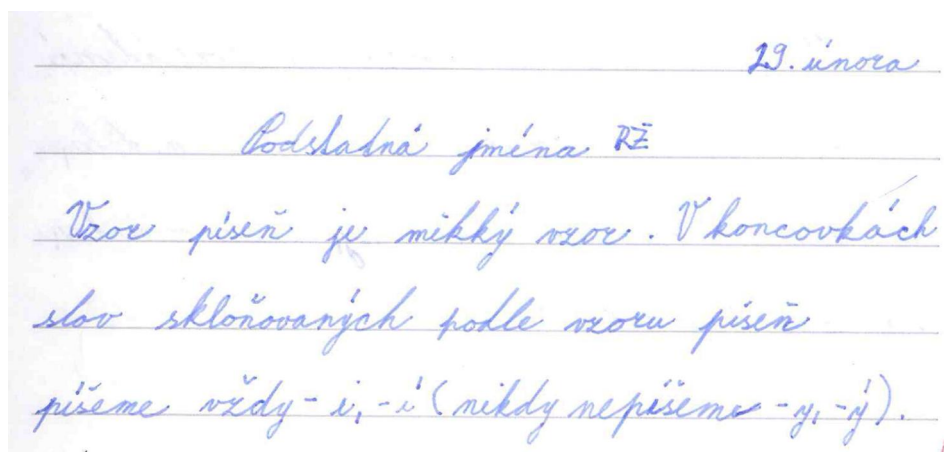 29. února
Podstatná jména RŽ
Vzor píseň je mikký vzor. V koncovkách
slov skloňovaných podle vzoru píseň
píšeme vždy - i, - í (nikdy nepíšeme -y, -ý).